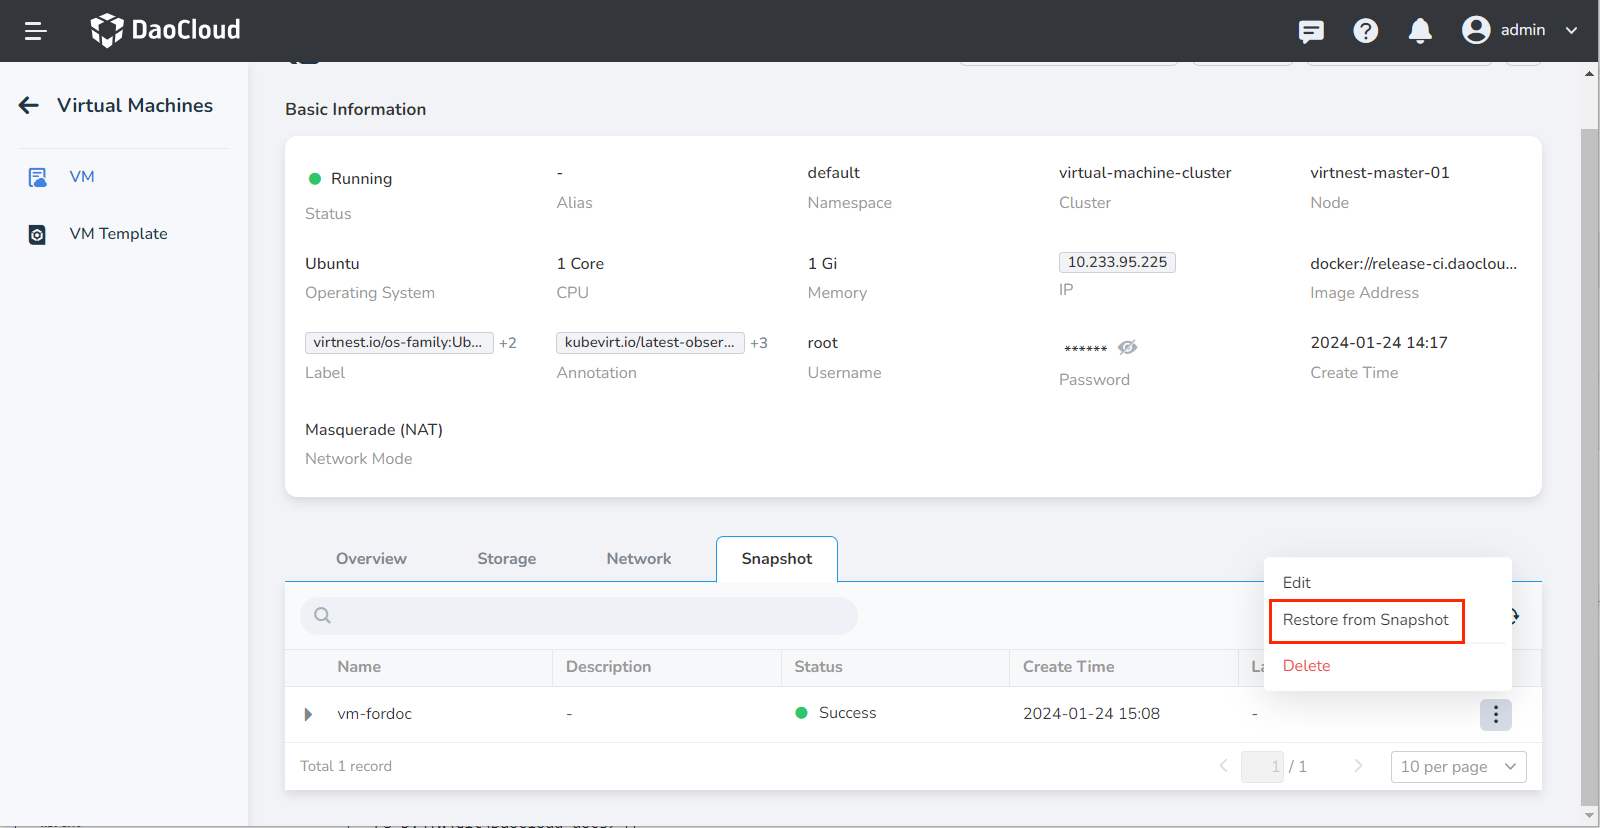 DaoCloud
admin
Virtual Machines
VM
VM Template
Basic Information
Running
Status
-
Alias
default
Namespace
virtual-machine-cluster
Cluster
virtnest-master-01
Node
Ubuntu
Operating System
1 Core
CPU
1 Gi
Memory
10.233.95.225
IP
docker://release-ci.daoclou...
Image Address
virtnest.io/os-family:Ub... +2
Label
kubevirt.io/latest-obser... +3
Annotation
root
Username
******
Password
2024-01-24 14:17
Create Time
Masquerade (NAT)
Network Mode
Overview Storage Network Snapshot
Edit
Restore from Snapshot
Delete
Name Description Status Create Time
vm-fordoc - Success 2024-01-24 15:08 -
Total 1 record
1 / 1
10 per page